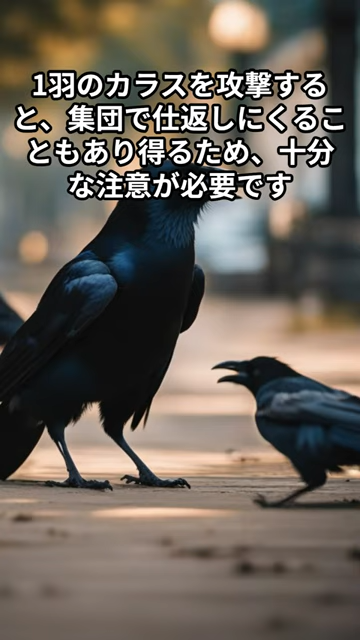 1羽のカラスを攻撃する
と、集団で仕返しにくるこ
ともあり得るため、十分
な注意が必要です